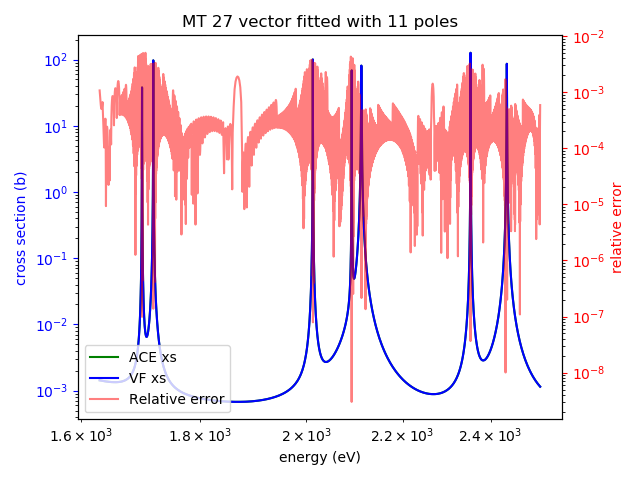 MT 27 vector fitted with 11 poles
10²
10¹
10⁰
10⁻¹
10⁻²
10⁻³
cross section (b)
10⁻²
10⁻³
10⁻⁴
10⁻⁵
10⁻⁶
10⁻⁷
10⁻⁸
relative error
ACE xs
VF xs
Relative error
1.6 × 10³ 1.8 × 10³ 2 × 10³ 2.2 × 10³ 2.4 × 10³
energy (eV)